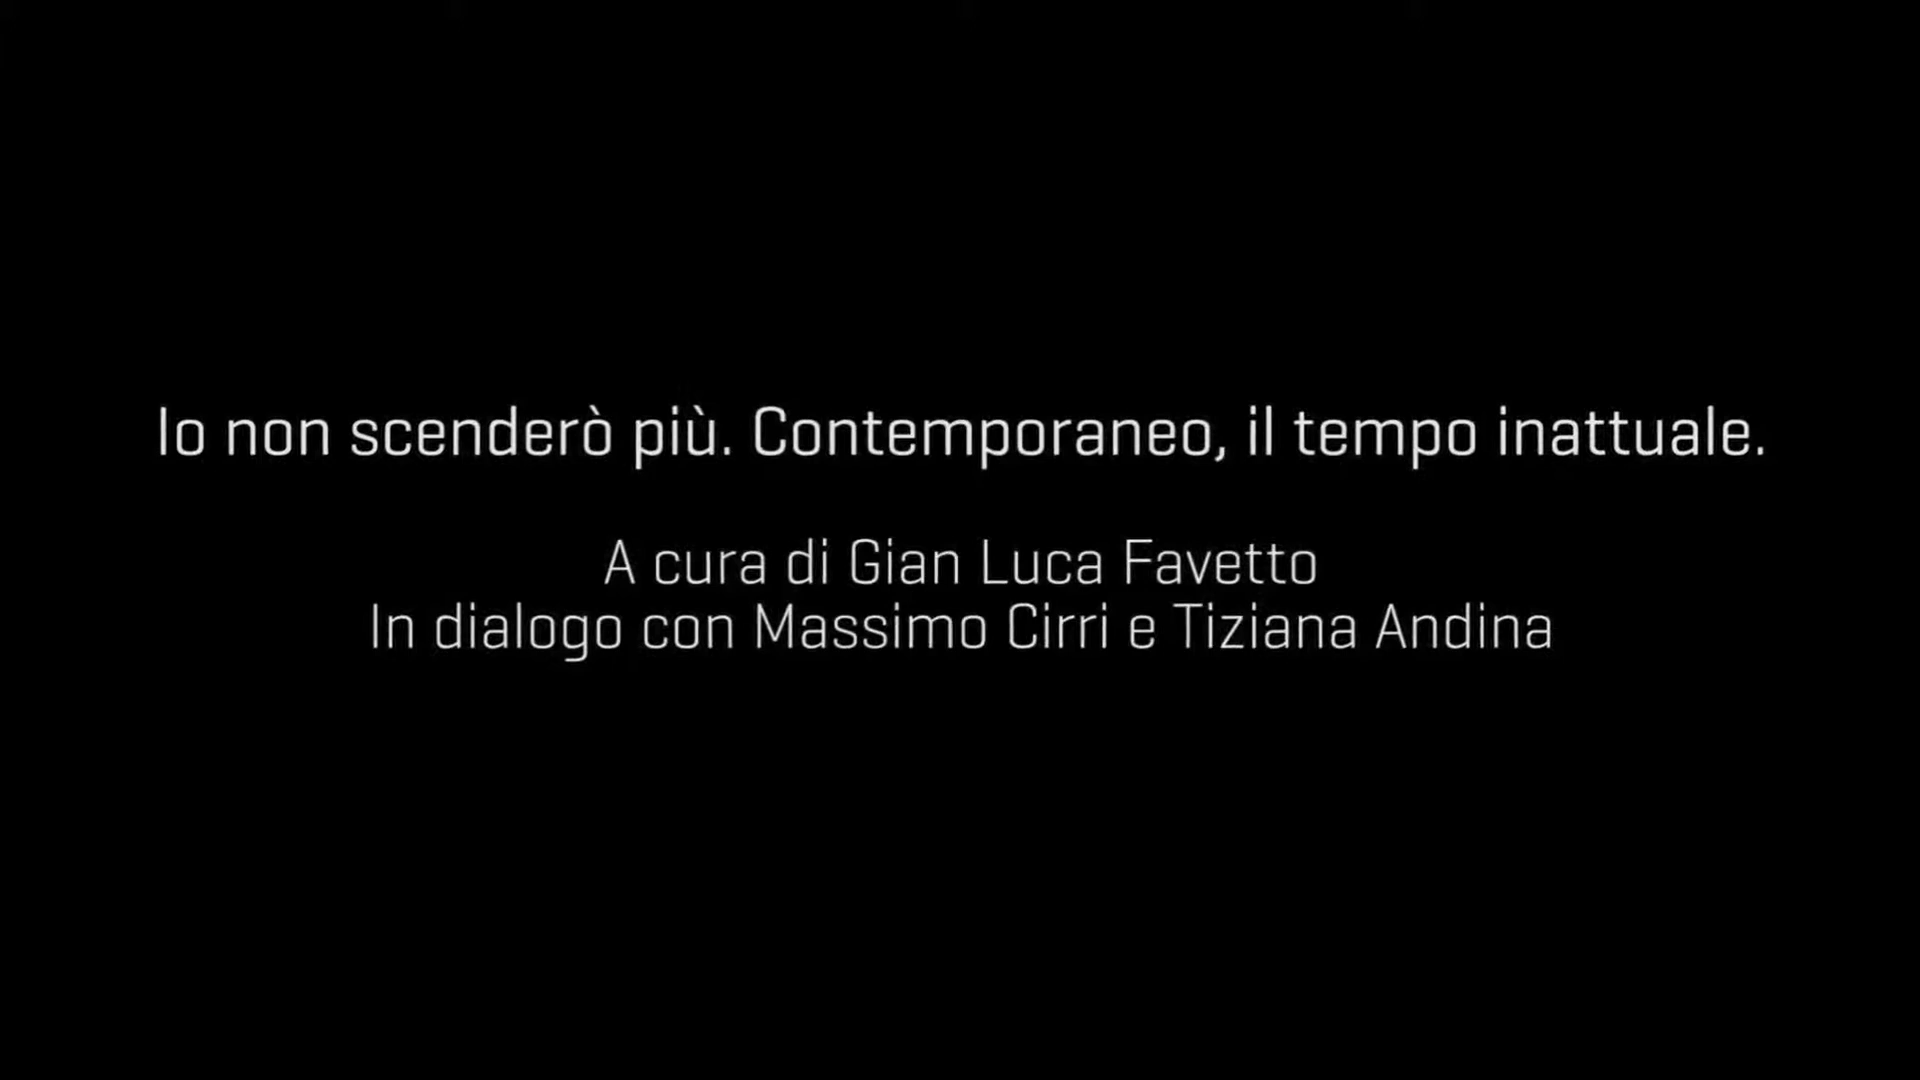 Io non scenderò più. Contemporaneo, il tempo inattuale.
A cura di Gian Luca Favetto
In dialogo con Massimo Cirri e Tiziana Andina